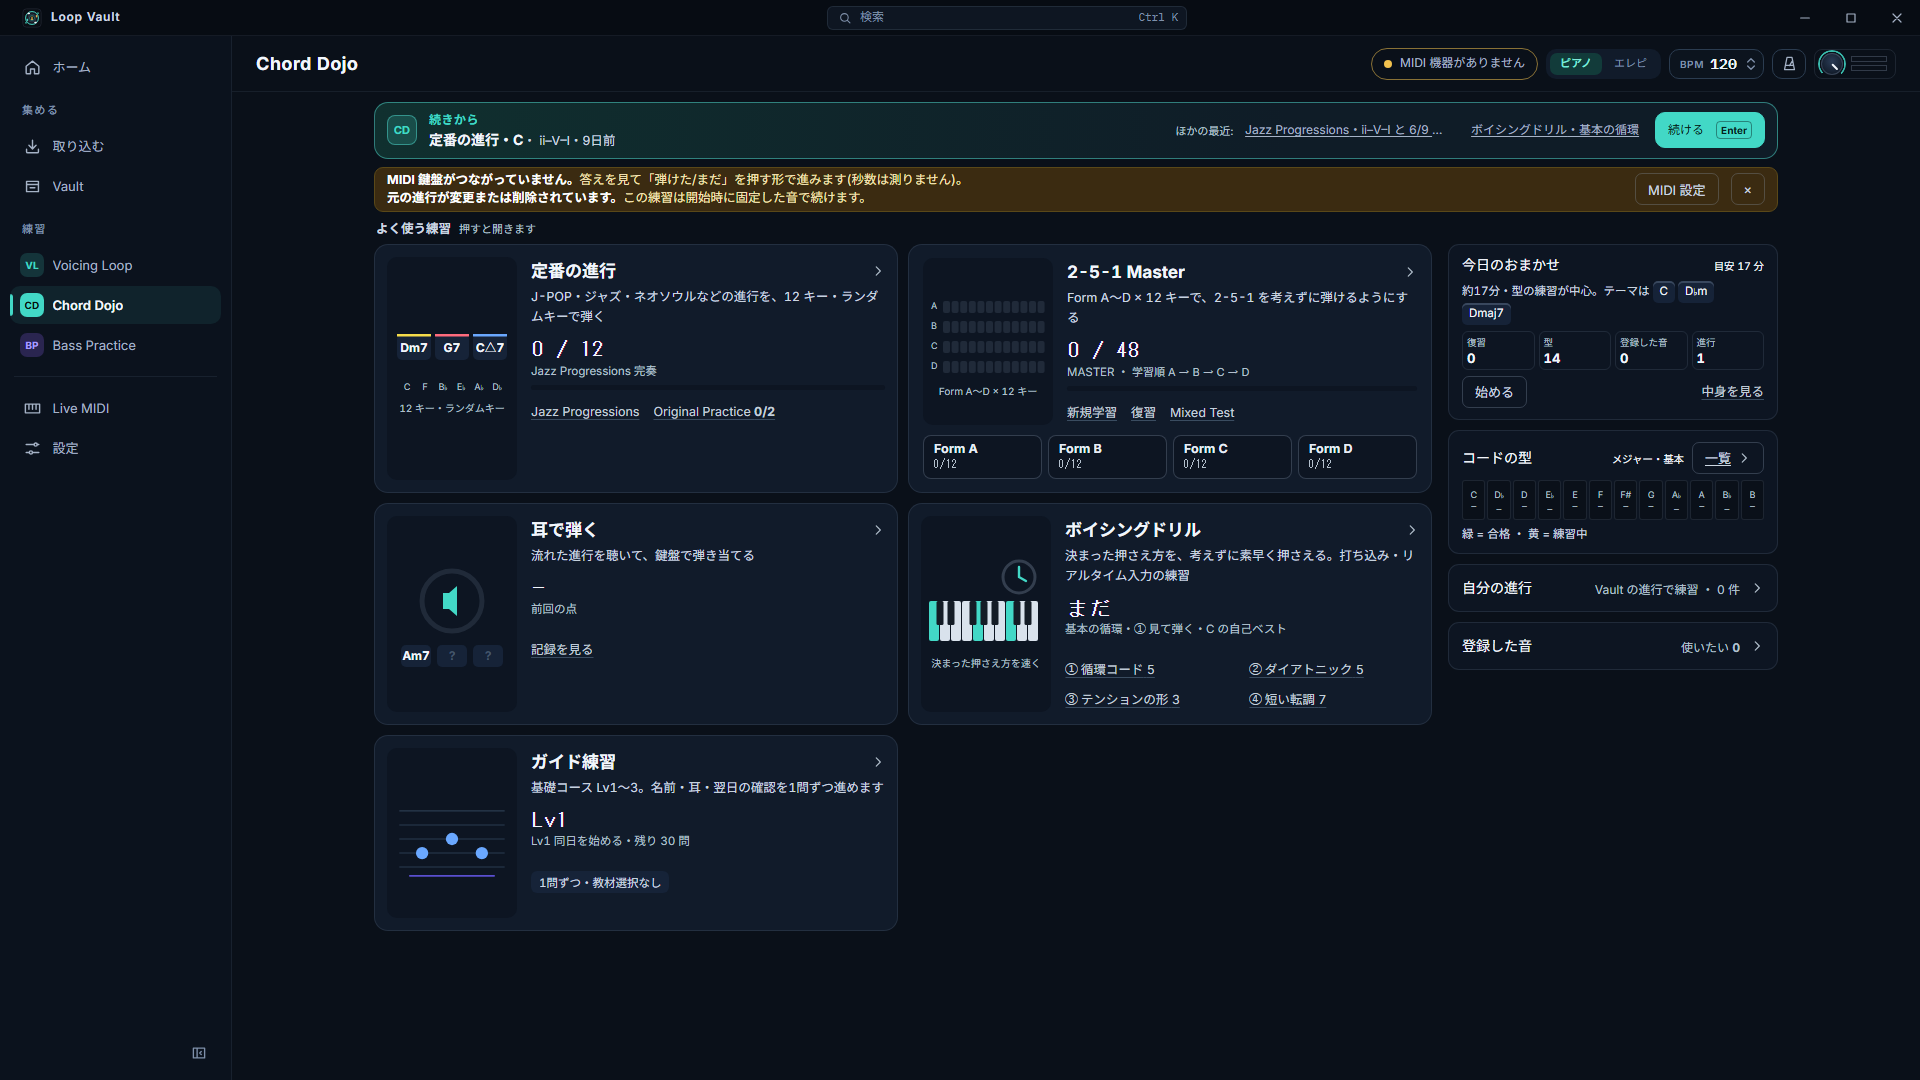 Loop Vault
検索
Ctrl K
ホーム
集める
取り込む
Vault
練習
VL Voicing Loop
CD Chord Dojo
BP Bass Practice
Live MIDI
設定
Chord Dojo
MIDI 機器がありません
ピアノ
エレピ
BPM 120
CD
続きから
定番の進行・C・ ii–V–I・9日前
ほかの最近:
Jazz Progressions・ii–V–I と 6/9 ...
ボイシングドリル・基本の循環
続ける Enter
MIDI 鍵盤がつながっていません。答えを見て「弾けた/まだ」を押す形で進みます(秒数は測りません)。
元の進行が変更または削除されています。この練習は開始時に固定した音で続けます。
MIDI 設定
×
よく使う練習 押すと開きます
Dm7 G7 C△7
C F B♭ E♭ A♭ D♭
12 キー・ランダムキー
定番の進行
J-POP・ジャズ・ネオソウルなどの進行を、12 キー・ランダ
ムキーで弾く
0 / 12
Jazz Progressions 完奏
Jazz Progressions
Original Practice 0/2
A
B
C
D
Form A〜D × 12 キー
2-5-1 Master
Form A〜D × 12 キーで、2-5-1 を考えずに弾けるようにす
る
0 / 48
MASTER ・ 学習順 A → B → C → D
新規学習
復習
Mixed Test
Form A
0/12
Form B
0/12
Form C
0/12
Form D
0/12
Am7 ? ?
耳で弾く
流れた進行を聴いて、鍵盤で弾き当てる
—
前回の点
記録を見る
決まった押さえ方を速く
ボイシングドリル
決まった押さえ方を、考えずに素早く押さえる。打ち込み・リ
アルタイム入力の練習
まだ
基本の循環・① 見て弾く・C の自己ベスト
① 循環コード 5
② ダイアトニック 5
③ テンションの形 3
④ 短い転調 7
ガイド練習
基礎コース Lv1〜3。名前・耳・翌日の確認を1問ずつ進めます
Lv1
Lv1 同日を始める・残り 30 問
1問ずつ・教材選択なし
今日のおまかせ
目安 17 分
約17分・型の練習が中心。テーマは C D♭m
Dmaj7
復習
0
型
14
登録した音
0
進行
1
始める
中身を見る
コードの型
メジャー・基本
一覧
C D♭ D E♭ E F F# G A♭ A B♭ B
– – – – – – – – – – – –
緑 = 合格 ・ 黄 = 練習中
自分の進行
Vault の進行で練習 ・ 0 件
登録した音
使いたい 0